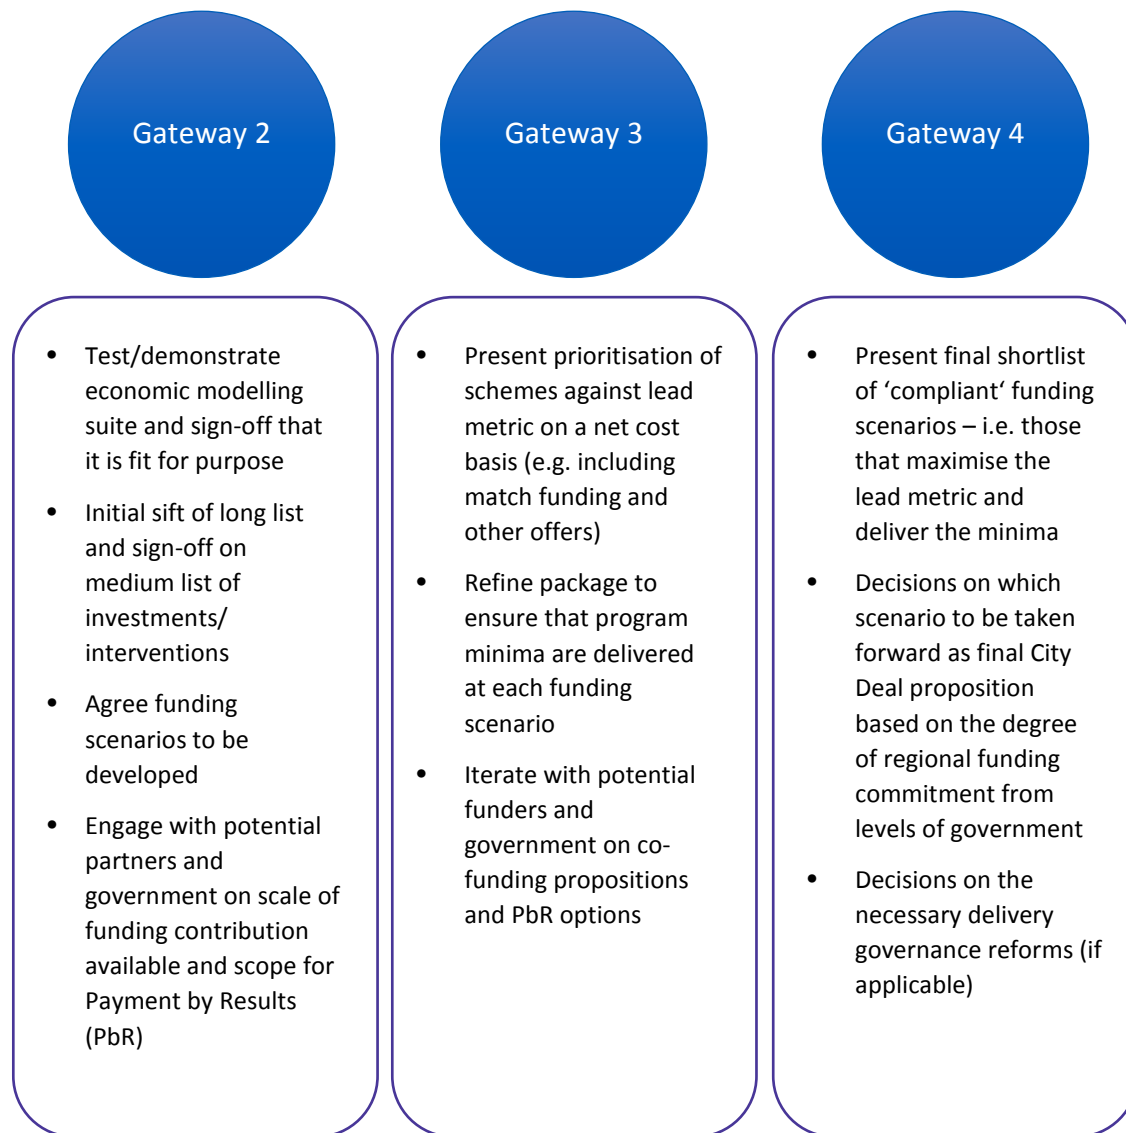 Gateway 2
• Test/demonstrate
economic modelling
suite and sign-off that
it is fit for purpose
• Initial sift of long list
and sign-off on
medium list of
investments/
interventions
• Agree funding
scenarios to be
developed
• Engage with potential
partners and
government on scale of
funding contribution
available and scope for
Payment by Results
(PbR)
Gateway 3
• Present prioritisation of
schemes against lead
metric on a net cost
basis (e.g. including
match funding and
other offers)
• Refine package to
ensure that program
minima are delivered
at each funding
scenario
• Iterate with potential
funders and
government on co-
funding propositions
and PbR options
Gateway 4
• Present final shortlist
of ‘compliant‘ funding
scenarios – i.e. those
that maximise the
lead metric and
deliver the minima
• Decisions on which
scenario to be taken
forward as final City
Deal proposition
based on the degree
of regional funding
commitment from
levels of government
• Decisions on the
necessary delivery
governance reforms (if
applicable)